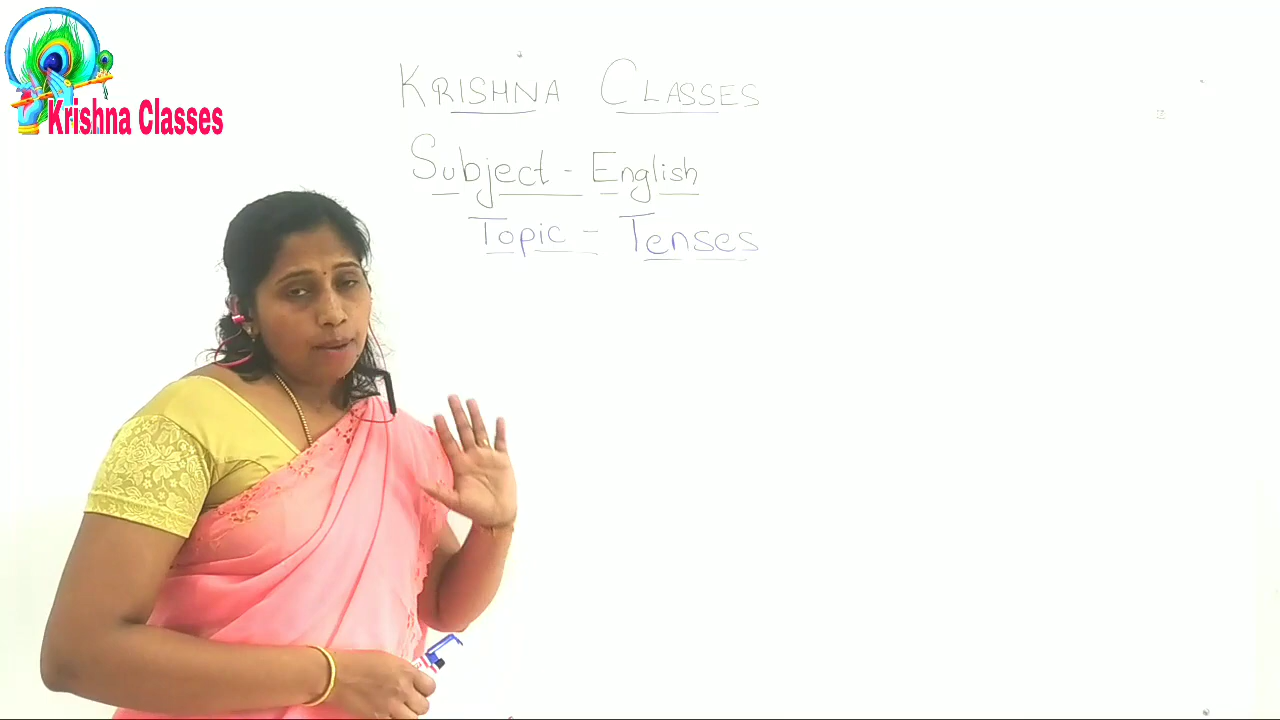 Krishna Classes
KRISHNA CLASSES
Subject - English
Topic - Tenses